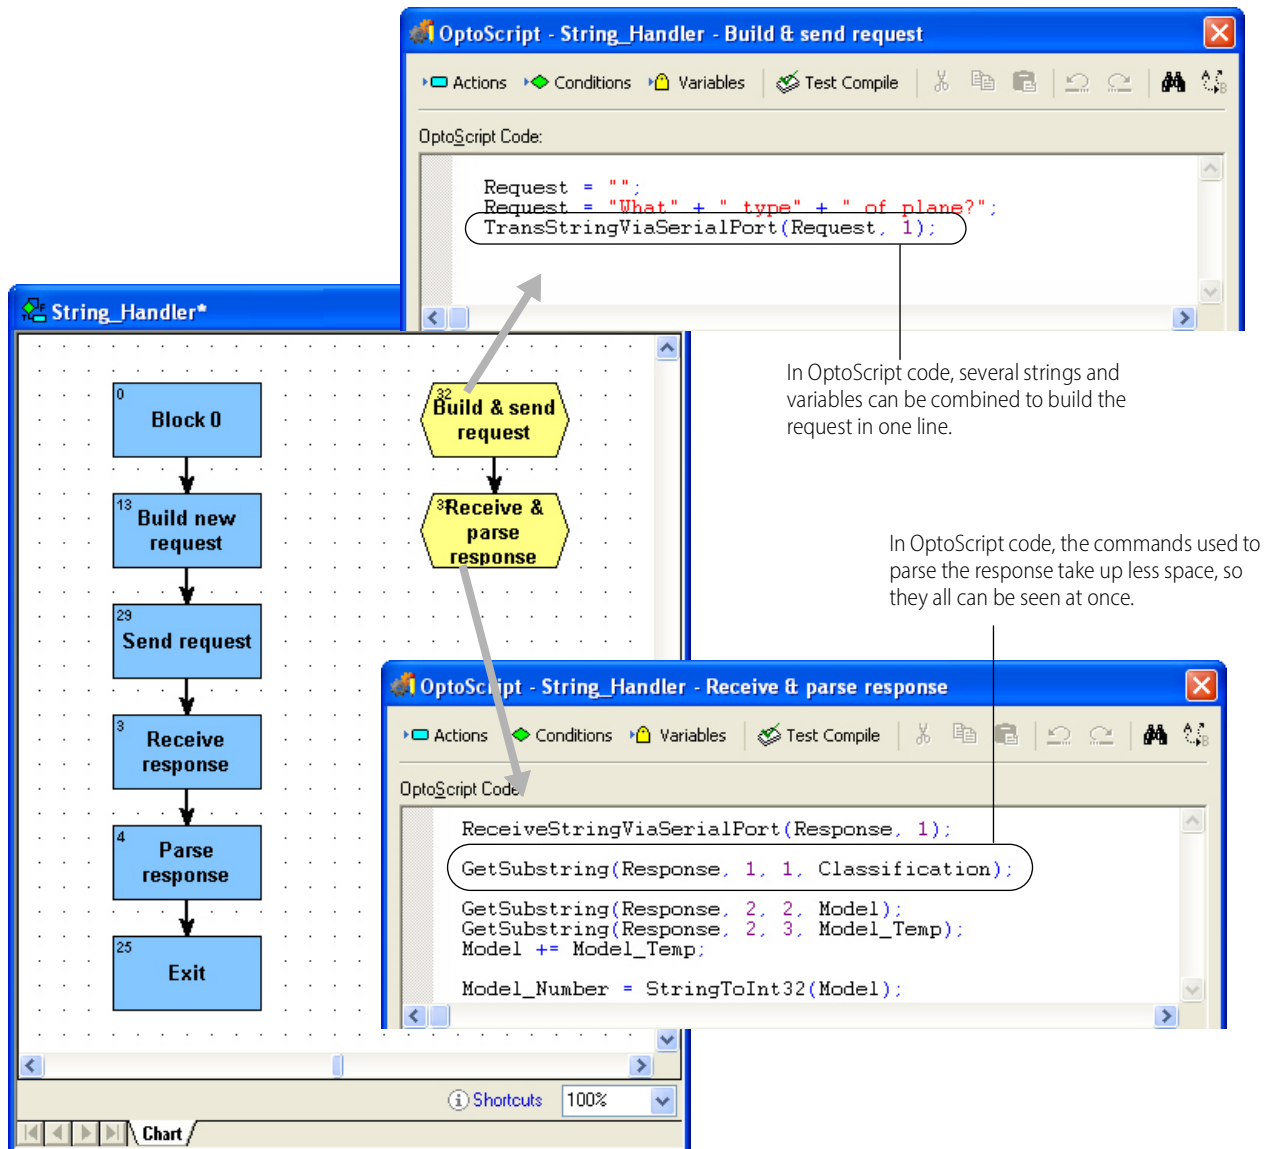 OptoScript - String_Handler - Build & send request
Actions Conditions Variables Test Compile
OptoScript Code:
Request = "";
Request = "What" + " type" + " of plane?";
TransStringViaSerialPort(Request, 1);
In OptoScript code, several strings and
variables can be combined to build the
request in one line.
String_Handler*
0
Block 0
13
Build new
request
29
Send request
3
Receive
response
4
Parse
response
25
Exit
32
Build & send
request
Receive &
parse
response
In OptoScript code, the commands used to
parse the response take up less space, so
they all can be seen at once.
OptoScript - String_Handler - Receive & parse response
Actions Conditions Variables Test Compile
OptoScript Code:
ReceiveStringViaSerialPort(Response, 1);
GetSubstring(Response, 1, 1, Classification);
GetSubstring(Response, 2, 2, Model);
GetSubstring(Response, 2, 3, Model_Temp);
Model += Model_Temp;
Model_Number = StringToInt32(Model);
Shortcuts 100%
Chart